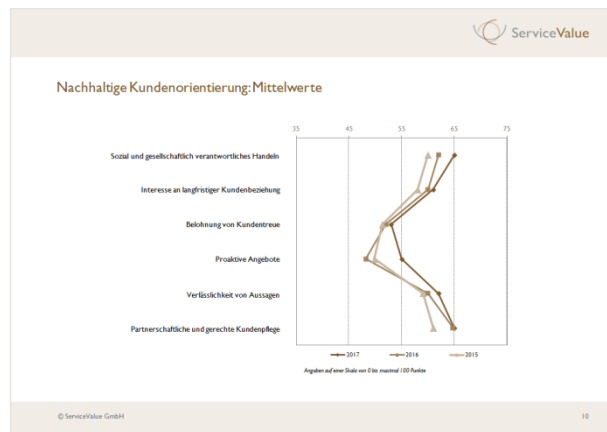 ServiceValue
Nachhaltige Kundenorientierung: Mittelwerte
35 45 55 65 75
Sozial und gesellschaftlich verantwortliches Handeln
Interesse an langfristiger Kundenbeziehung
Belohnung von Kundentreue
Proaktive Angebote
Verlässlichkeit von Aussagen
Partnerschaftliche und gerechte Kundenpflege
2017 2016 2015
Angaben auf einer Skala von 0 bis maximal 100 Punkte
© ServiceValue GmbH 10